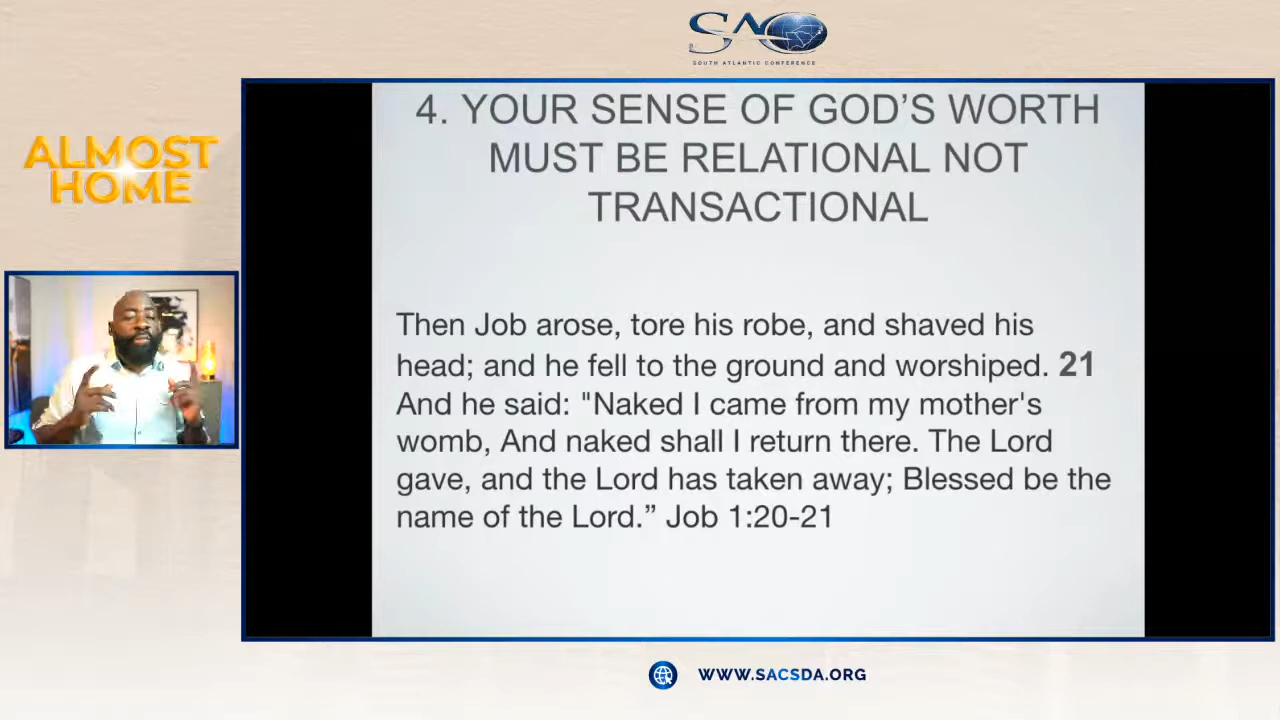 SAC
SOUTH ATLANTIC CONFERENCE
ALMOST
HOME
4. YOUR SENSE OF GOD’S WORTH
MUST BE RELATIONAL NOT
TRANSACTIONAL
Then Job arose, tore his robe, and shaved his
head; and he fell to the ground and worshiped. 21
And he said: "Naked I came from my mother's
womb, And naked shall I return there. The Lord
gave, and the Lord has taken away; Blessed be the
name of the Lord.” Job 1:20-21
WWW.SACSDA.ORG